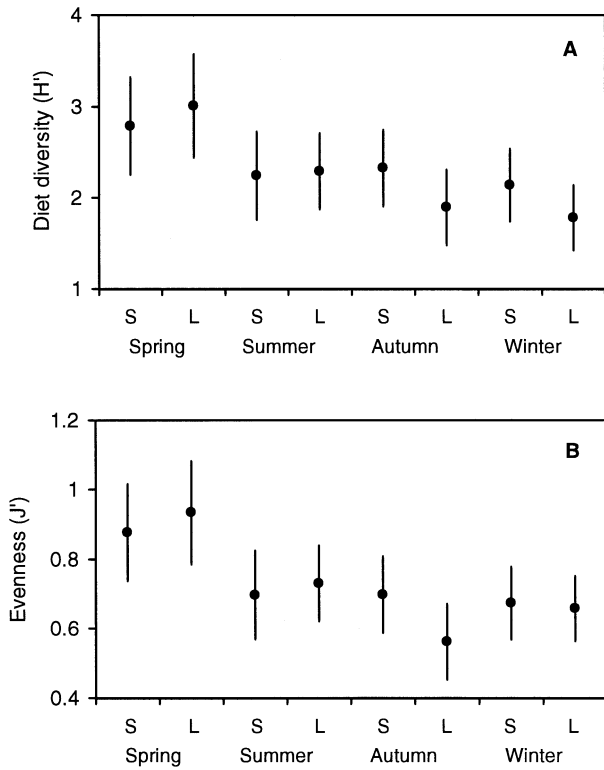 4
A
3
Diet diversity (H')
2
1
S L S L S L S L
Spring Summer Autumn Winter
1.2
B
1
Evenness (J')
0.8
0.6
0.4
S L S L S L S L
Spring Summer Autumn Winter